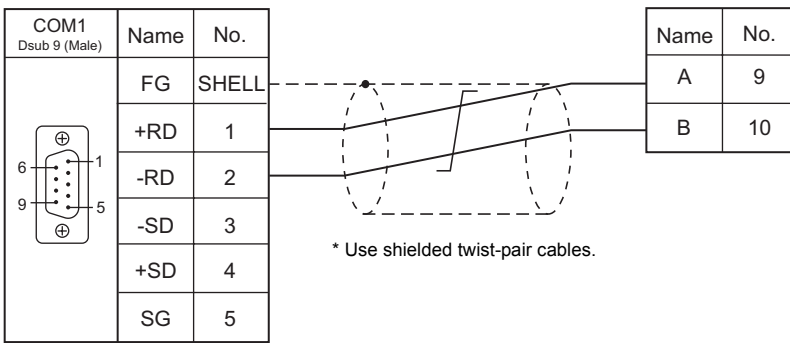 COM1
Dsub 9 (Male)
Name No.
FG SHELL
+RD 1
-RD 2
-SD 3
+SD 4
SG 5
6
1
9
5
Name No.
A 9
B 10
* Use shielded twist-pair cables.